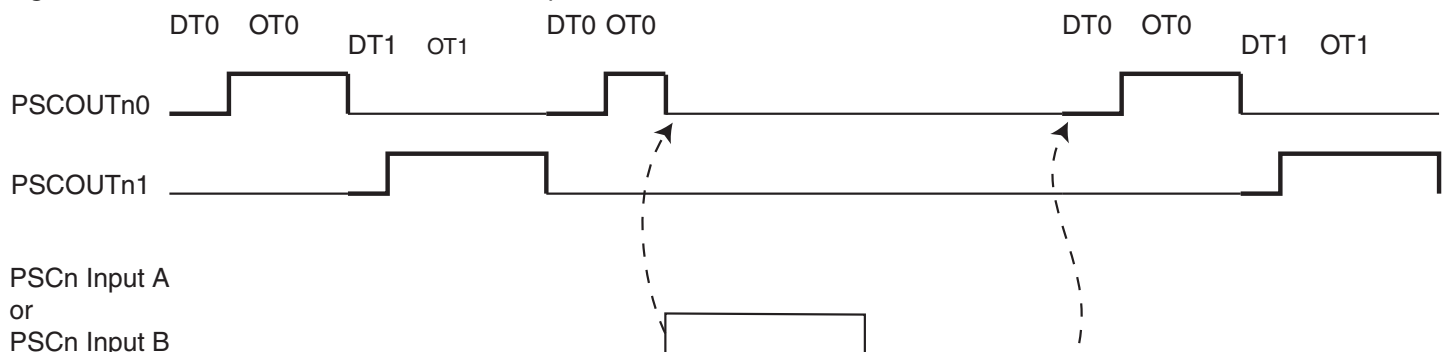 DT0 OT0 DT0 OT0 DT0 OT0
DT1 OT1 DT1 OT1
PSCOUTn0
PSCOUTn1
PSCn Input A
or
PSCn Input B